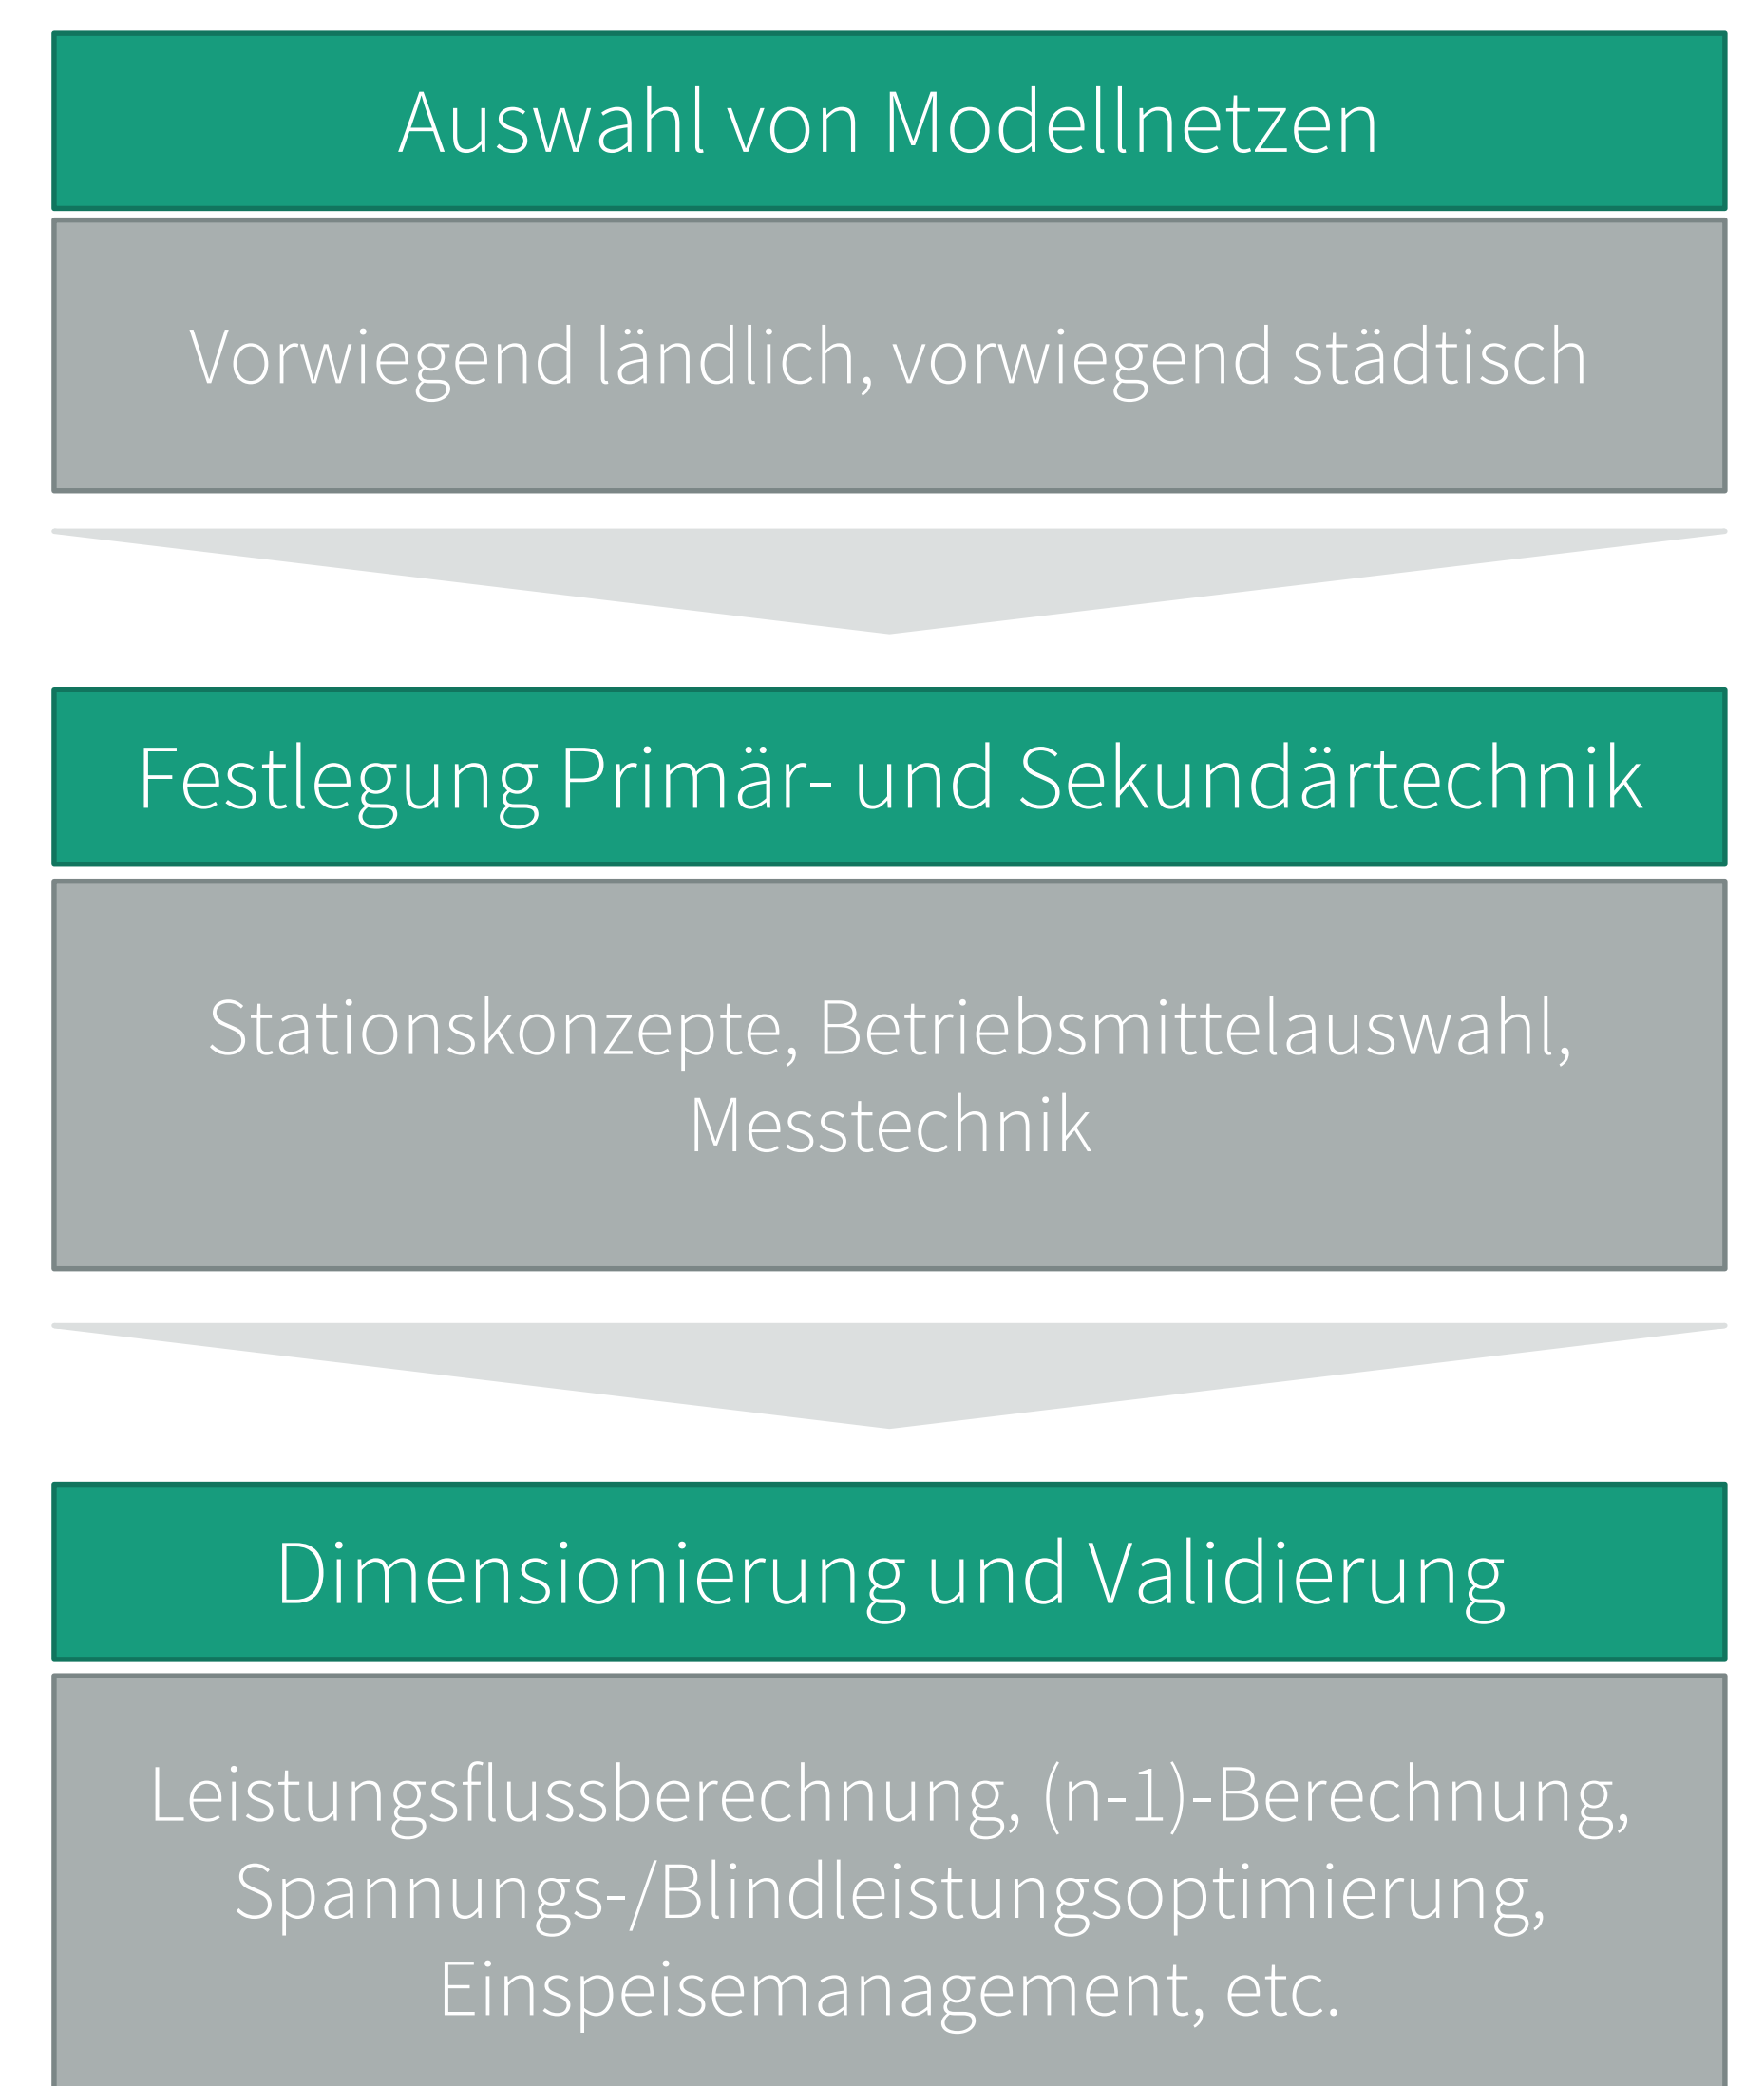 Auswahl von Modellnetzen
Vorwiegend ländlich, vorwiegend städtisch
Festlegung Primär- und Sekundärtechnik
Stationskonzepte, Betriebsmittelauswahl,
Messtechnik
Dimensionierung und Validierung
Leistungsflussberechnung, (n-1)-Berechnung,
Spannungs-/Blindleistungsoptimierung,
Einspeisemanagement, etc.